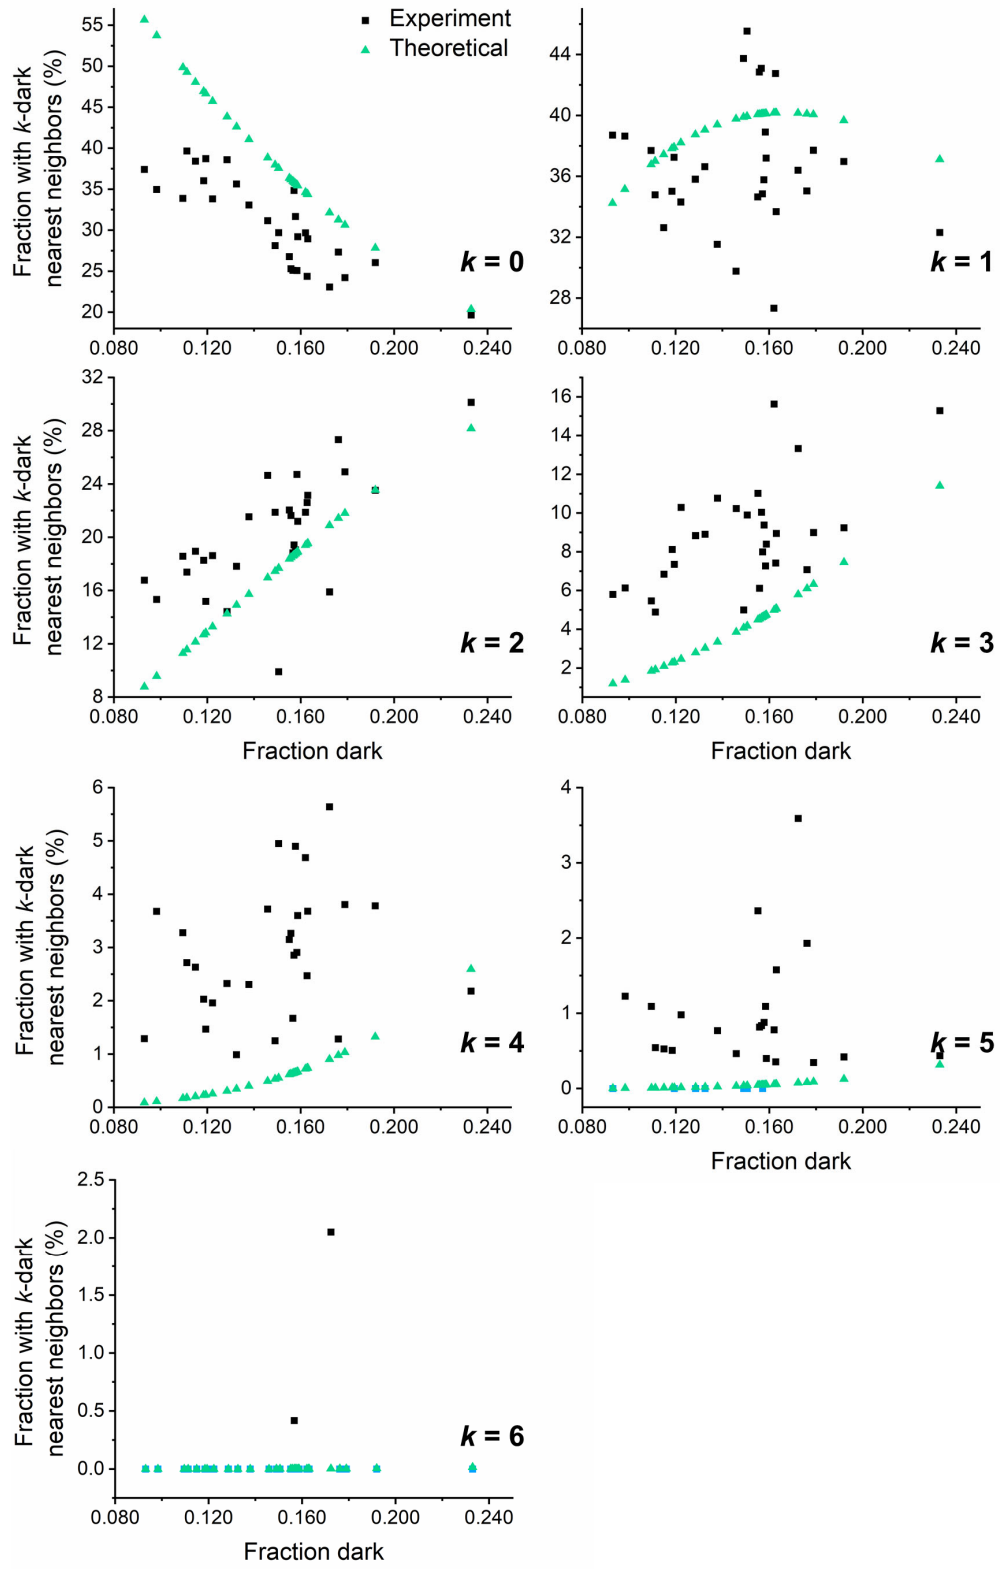 Experiment
Theoretical
Fraction with k-dark
nearest neighbors (%)
55
50
45
40
35
30
25
20
0.080 0.120 0.160 0.200 0.240
k = 0
44
40
36
32
28
0.080 0.120 0.160 0.200 0.240
k = 1
Fraction with k-dark
nearest neighbors (%)
32
28
24
20
16
12
8
0.080 0.120 0.160 0.200 0.240
k = 2
Fraction dark
16
14
12
10
8
6
4
2
0.080 0.120 0.160 0.200 0.240
k = 3
Fraction dark
Fraction with k-dark
nearest neighbors (%)
6
5
4
3
2
1
0
0.080 0.120 0.160 0.200 0.240
k = 4
4
3
2
1
0
0.080 0.120 0.160 0.200 0.240
k = 5
Fraction dark
Fraction with k-dark
nearest neighbors (%)
2.5
2.0
1.5
1.0
0.5
0.0
0.080 0.120 0.160 0.200 0.240
k = 6
Fraction dark